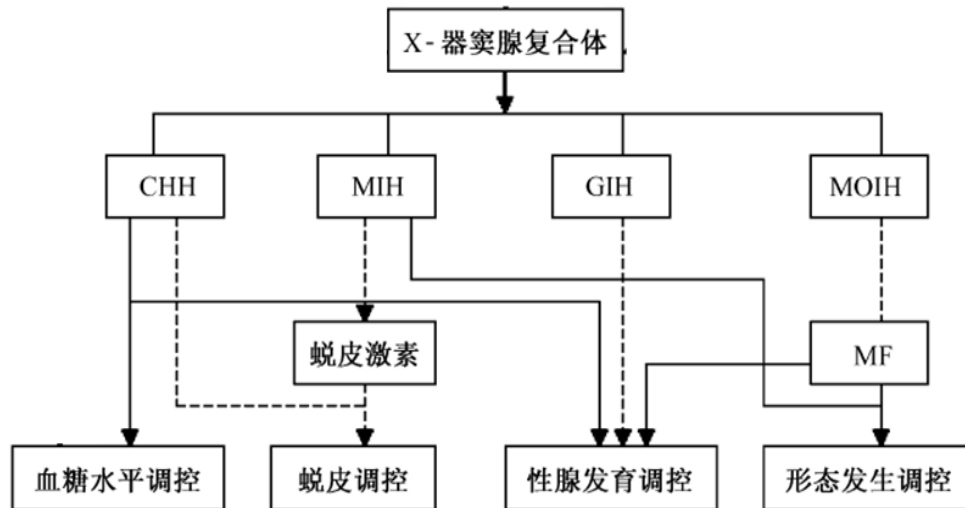 X-器窦腺复合体
CHH
MIH
GIH
MOIH
蜕皮激素
MF
血糖水平调控
蜕皮调控
性腺发育调控
形态发生调控